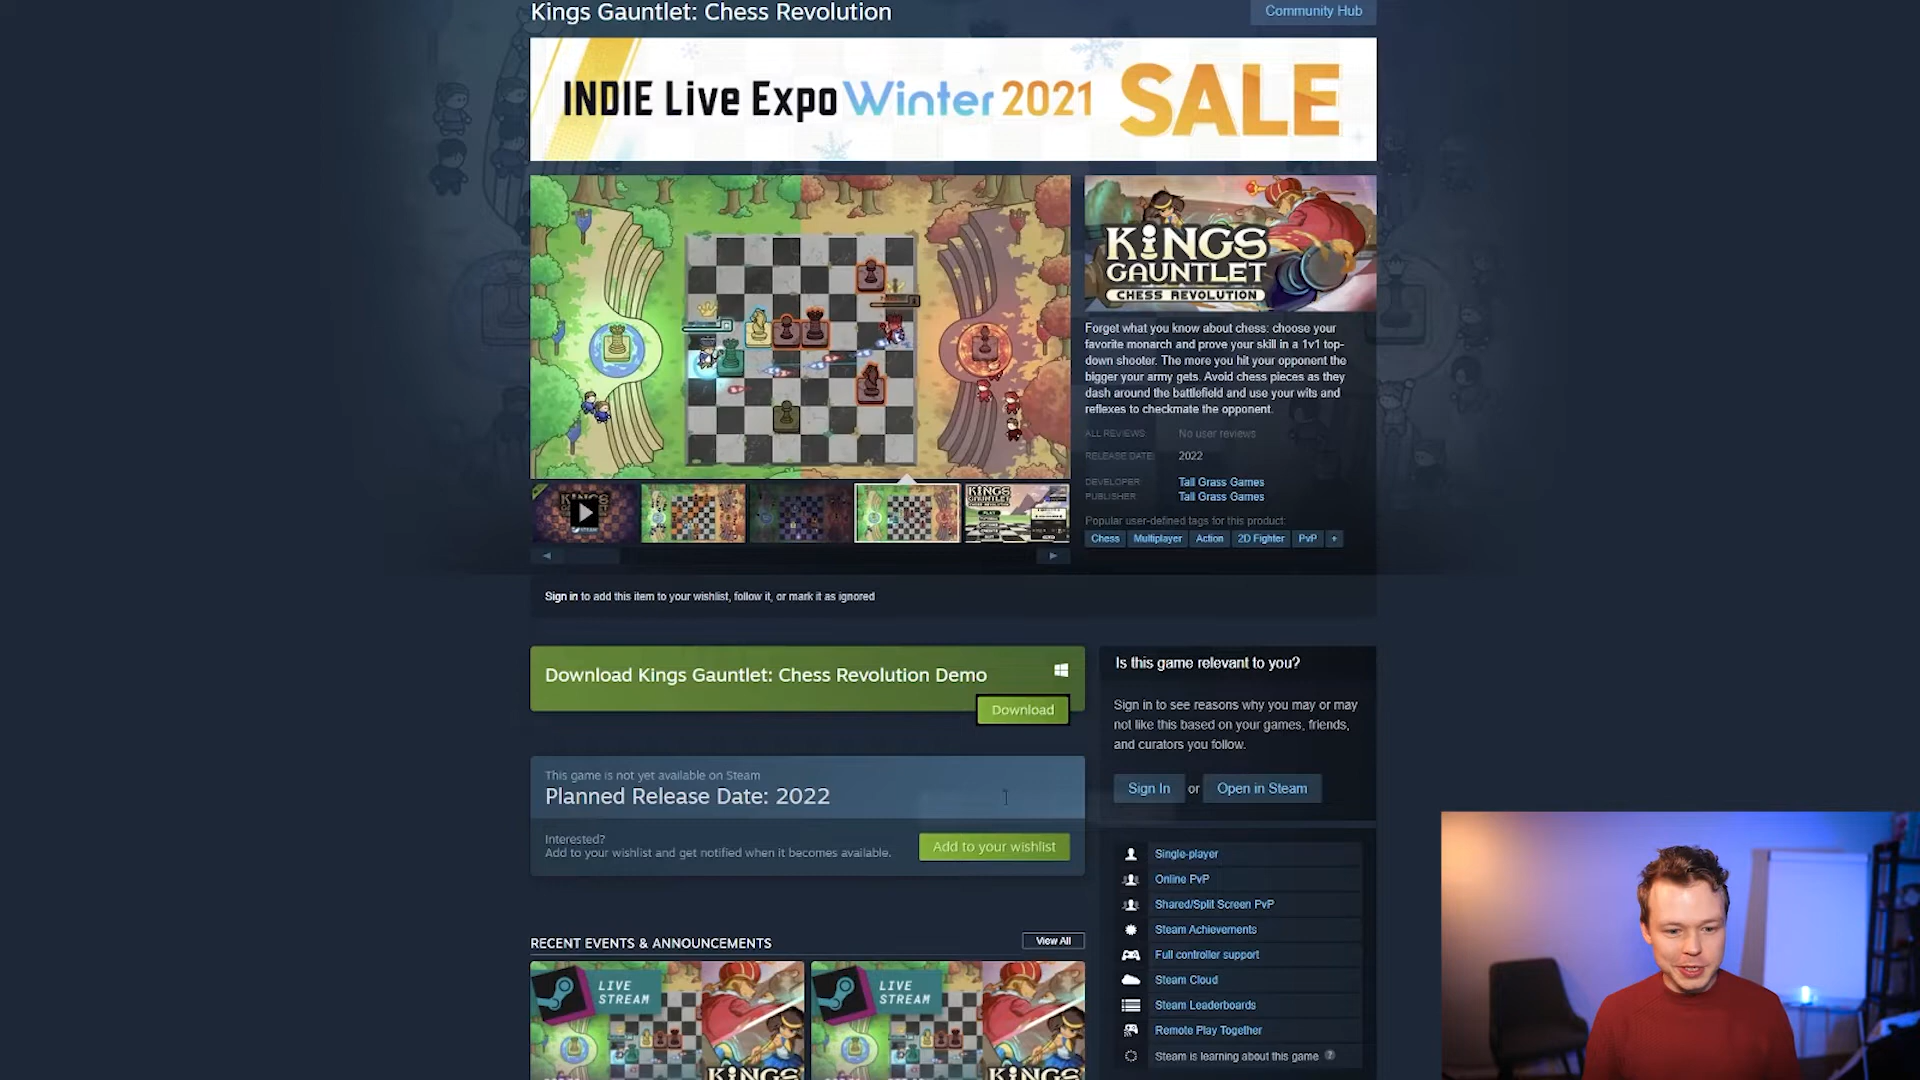 Kings Gauntlet: Chess Revolution
Community Hub
INDIE Live Expo Winter 2021 SALE
KINGS
GAUNTLET
CHESS REVOLUTION
Forget what you know about chess: choose your
favorite monarch and prove your skill in a 1v1 top-
down shooter. The more you hit your opponent the
bigger your army gets. Avoid chess pieces as they
dash around the battlefield and use your wits and
reflexes to checkmate the opponent.
ALL REVIEWS:
No user reviews
RELEASE DATE:
2022
DEVELOPER:
Tall Grass Games
PUBLISHER:
Tall Grass Games
Popular user-defined tags for this product:
Chess
Multiplayer
Action
2D Fighter
PvP
+
KINGS
KINGS
GAUNTLET
Sign in to add this item to your wishlist, follow it, or mark it as ignored
Download Kings Gauntlet: Chess Revolution Demo
Download
Is this game relevant to you?
Sign in to see reasons why you may or may
not like this based on your games, friends,
and curators you follow.
Sign In or Open in Steam
This game is not yet available on Steam
Planned Release Date: 2022
Interested?
Add to your wishlist and get notified when it becomes available.
Add to your wishlist
Single-player
Online PvP
Shared/Split Screen PvP
Steam Achievements
Full controller support
Steam Cloud
Steam Leaderboards
Remote Play Together
Steam is learning about this game ?
RECENT EVENTS & ANNOUNCEMENTS
View All
LIVE
STREAM
KINGS
LIVE
STREAM
KINGS